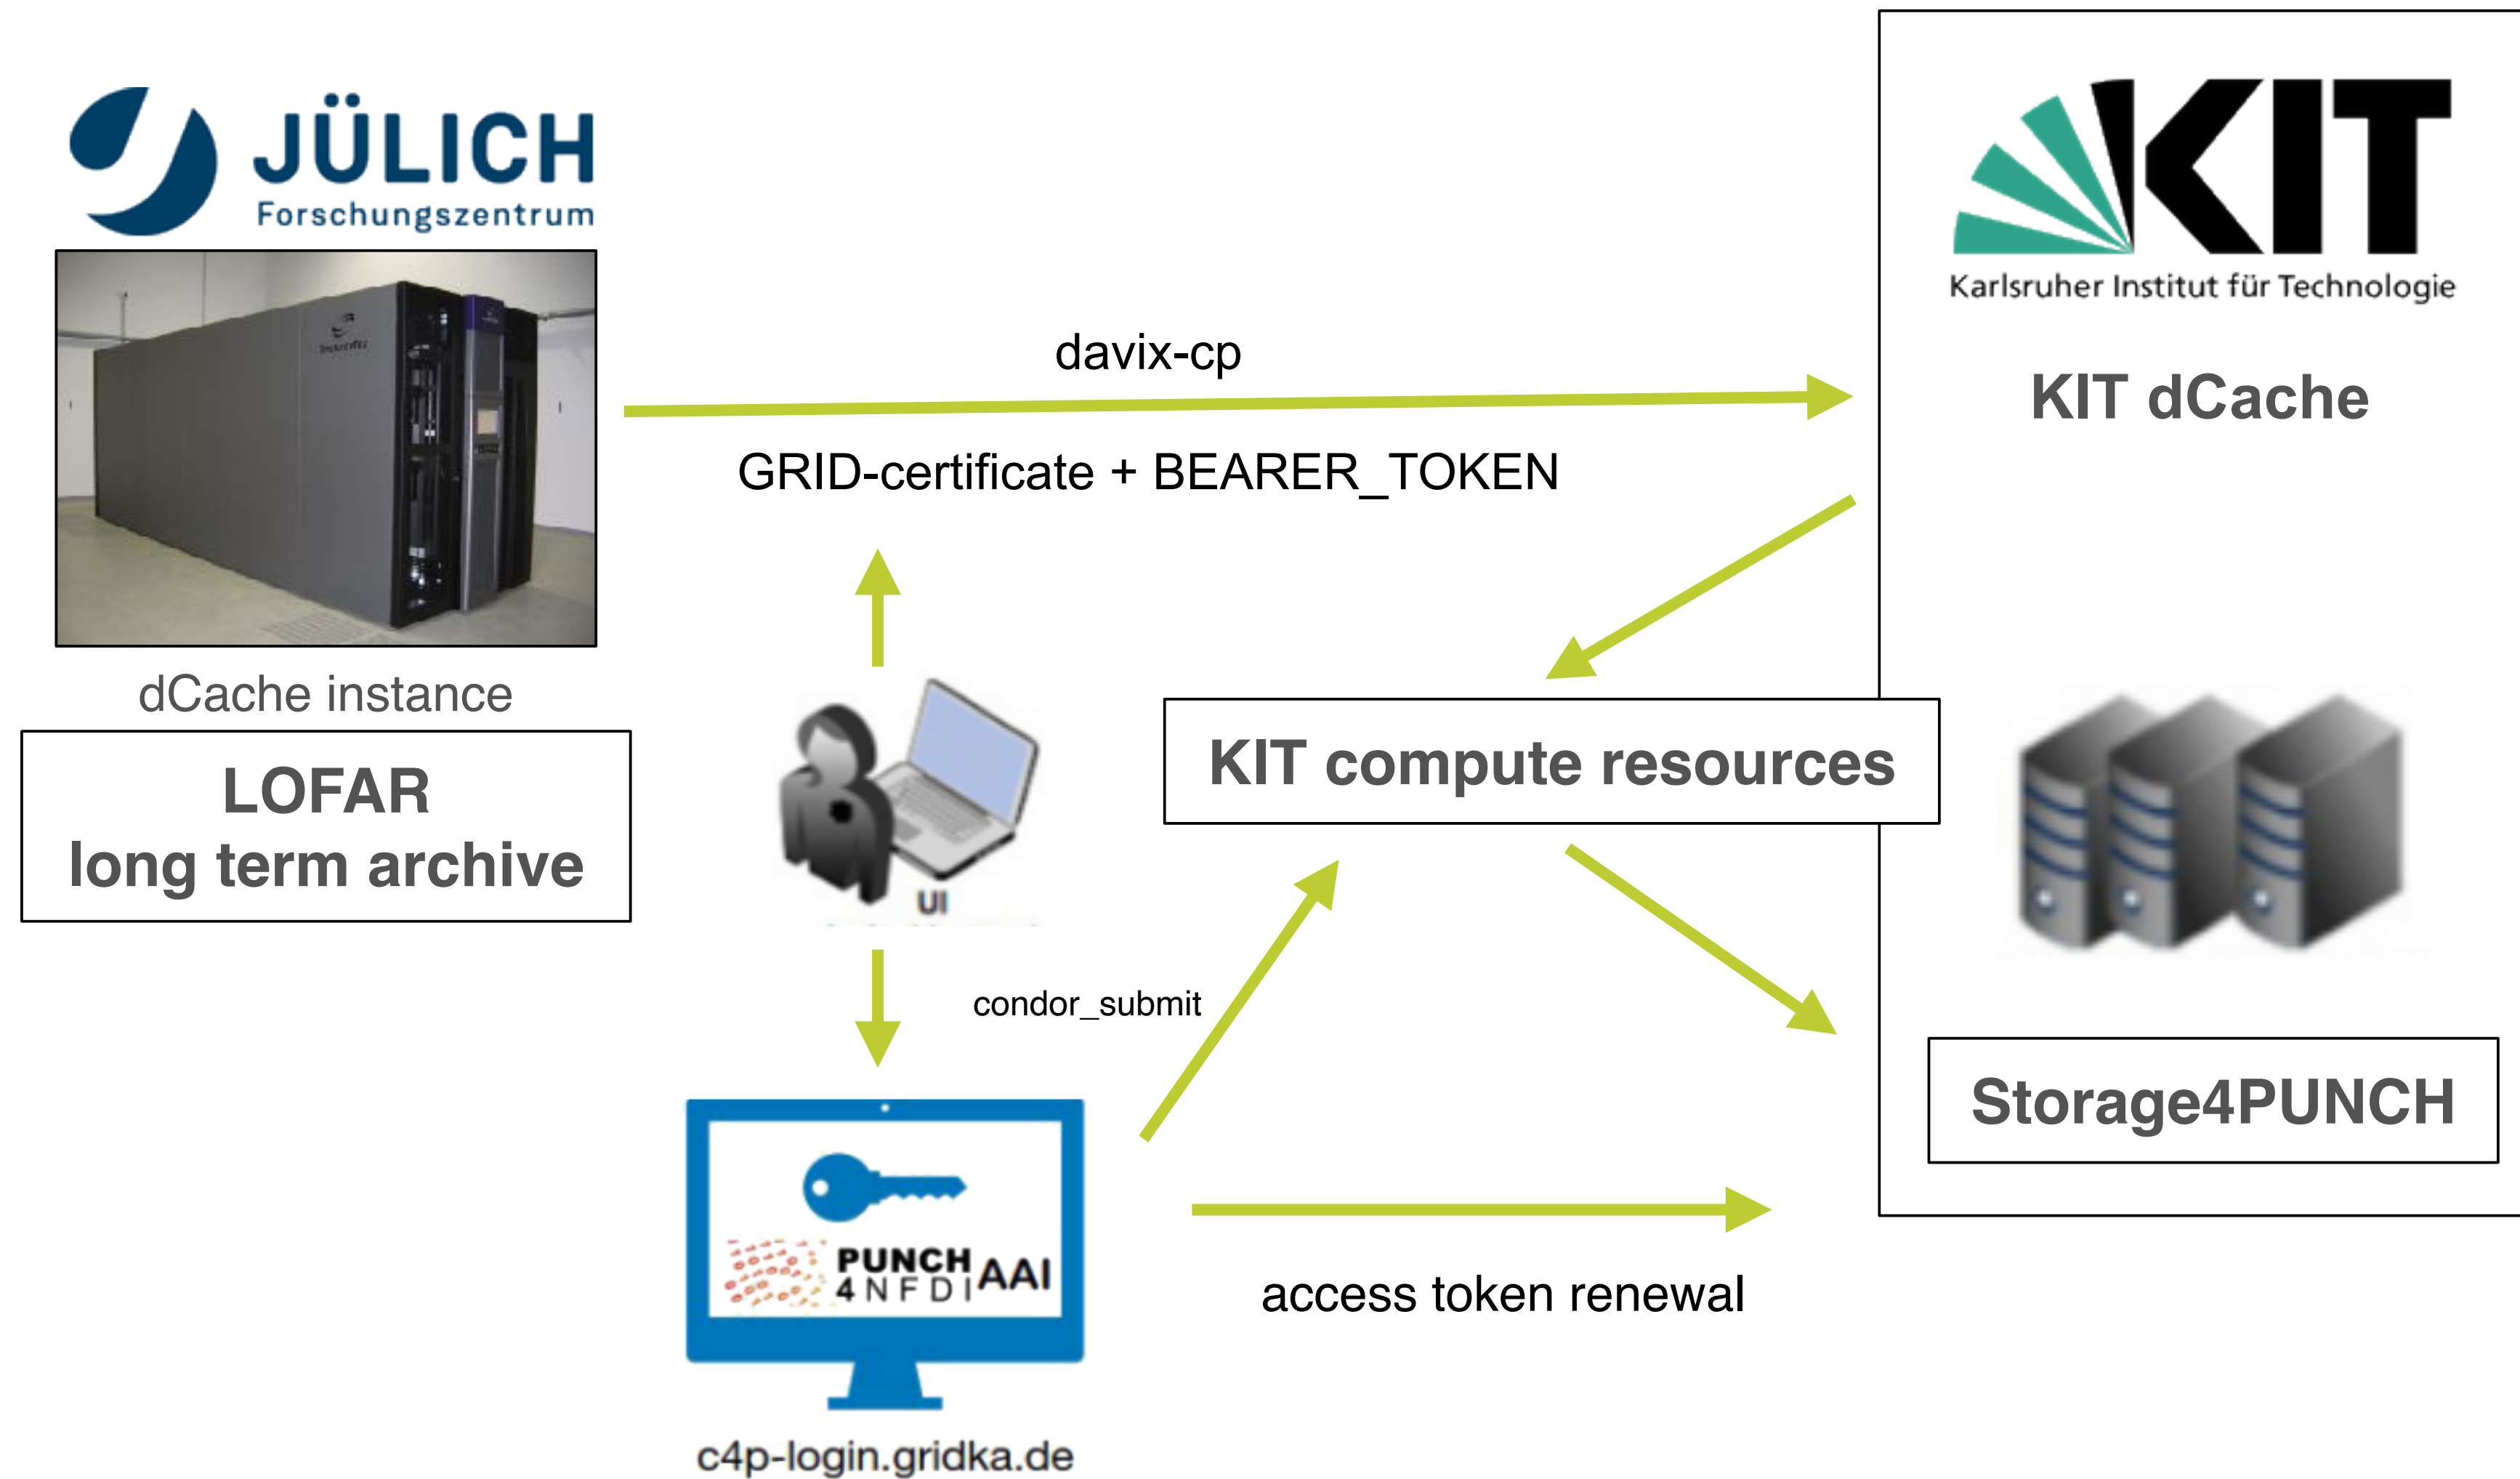 JÜLICH
Forschungszentrum
KIT
Karlsruher Institut für Technologie
davix-cp
KIT dCache
GRID-certificate + BEARER_TOKEN
dCache instance
LOFAR
long term archive
UI
KIT compute resources
condor_submit
Storage4PUNCH
PUNCH
4NFDI
AAI
access token renewal
c4p-login.gridka.de